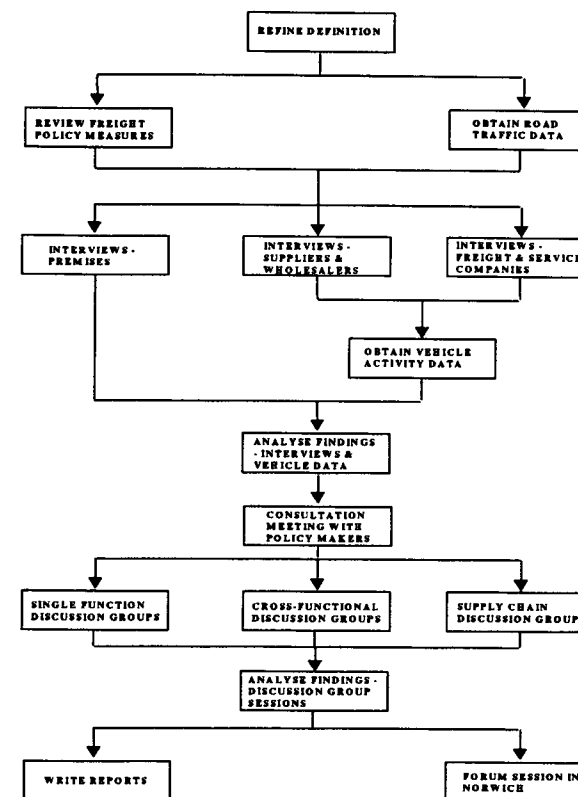 REFINE DEFINITION
REVIEW FREIGHT
POLICY MEASURES
OBTAIN ROAD
TRAFFIC DATA
INTERVIEWS -
PREMISES
INTERVIEWS -
SUPPLIERS &
WHOLESALERS
INTERVIEWS -
FREIGHT & SERVICE
COMPANIES
OBTAIN VEHICLE
ACTIVITY DATA
ANALYSE FINDINGS
- INTERVIEWS &
VEHICLE DATA
CONSULTATION
MEETING WITH
POLICY MAKERS
SINGLE FUNCTION
DISCUSSION GROUPS
CROSS-FUNCTIONAL
DISCUSSION GROUPS
SUPPLY CHAIN
DISCUSSION GROUP
ANALYSE FINDINGS -
DISCUSSION GROUP
SESSIONS
WRITE REPORTS
FORUM SESSION IN
NORWICH